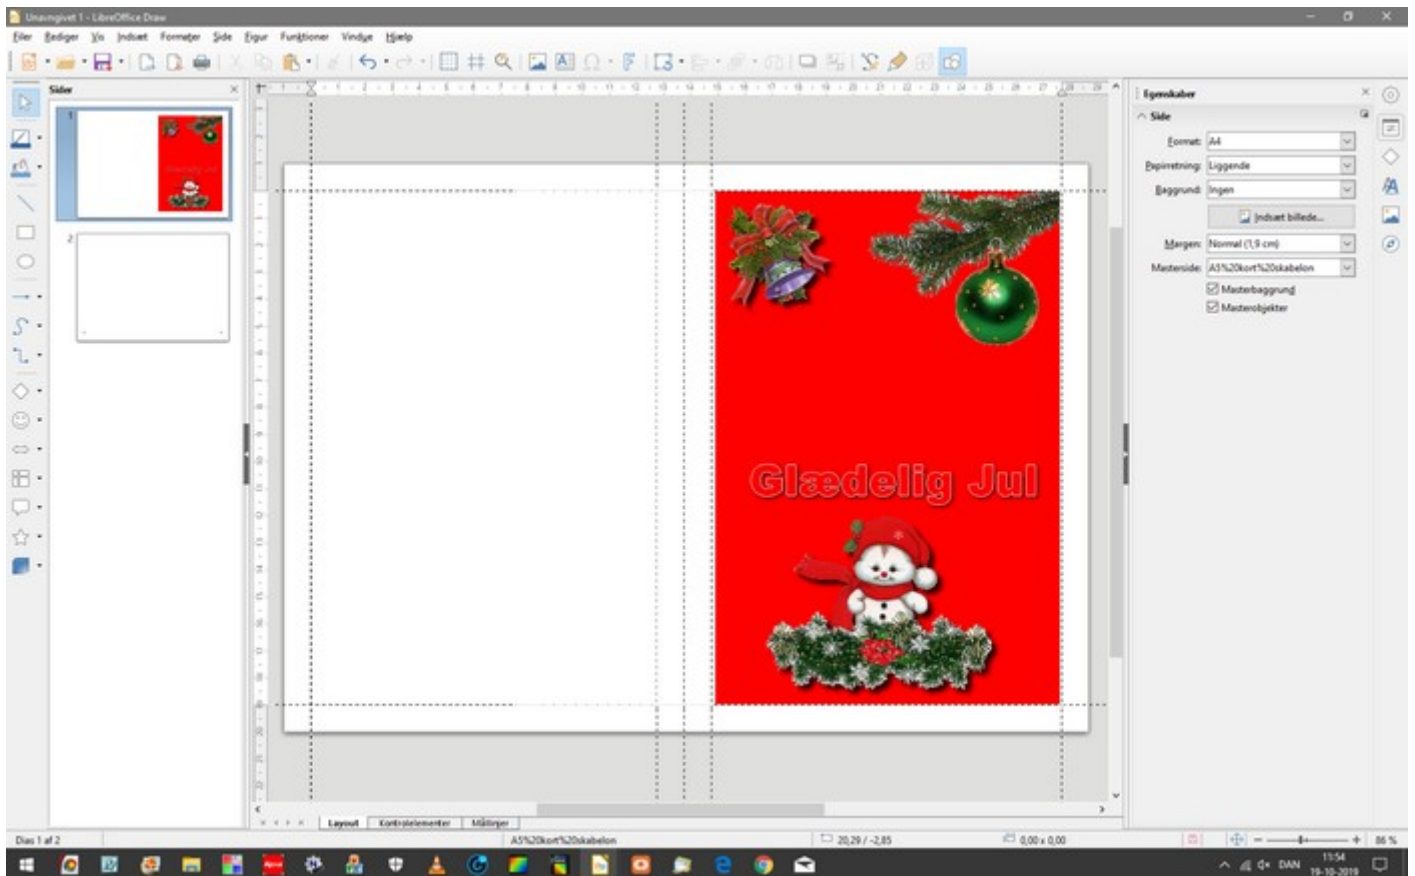 Unavngivet 1 - LibreOffice Draw
Filer Rediger Vis Indsæt Formater Side Figur Funktioner Vindue Hjælp
Sider
1
2
Glædelig Jul
Egenskaber
Side
Format: A4
Papirretning: Liggende
Baggrund: Ingen
Indsæt billede...
Margen: Normal (1,9 cm)
Masterside: A5%20kort%20skabelon
Masterbaggrund
Masterobjekter
Layout Kontrolelementer Mållinjer
Dias 1 af 2 A5%20kort%20skabelon 20,29 / -2,85 0,00 x 0,00 86 %
DAN 11:54
19-10-2019